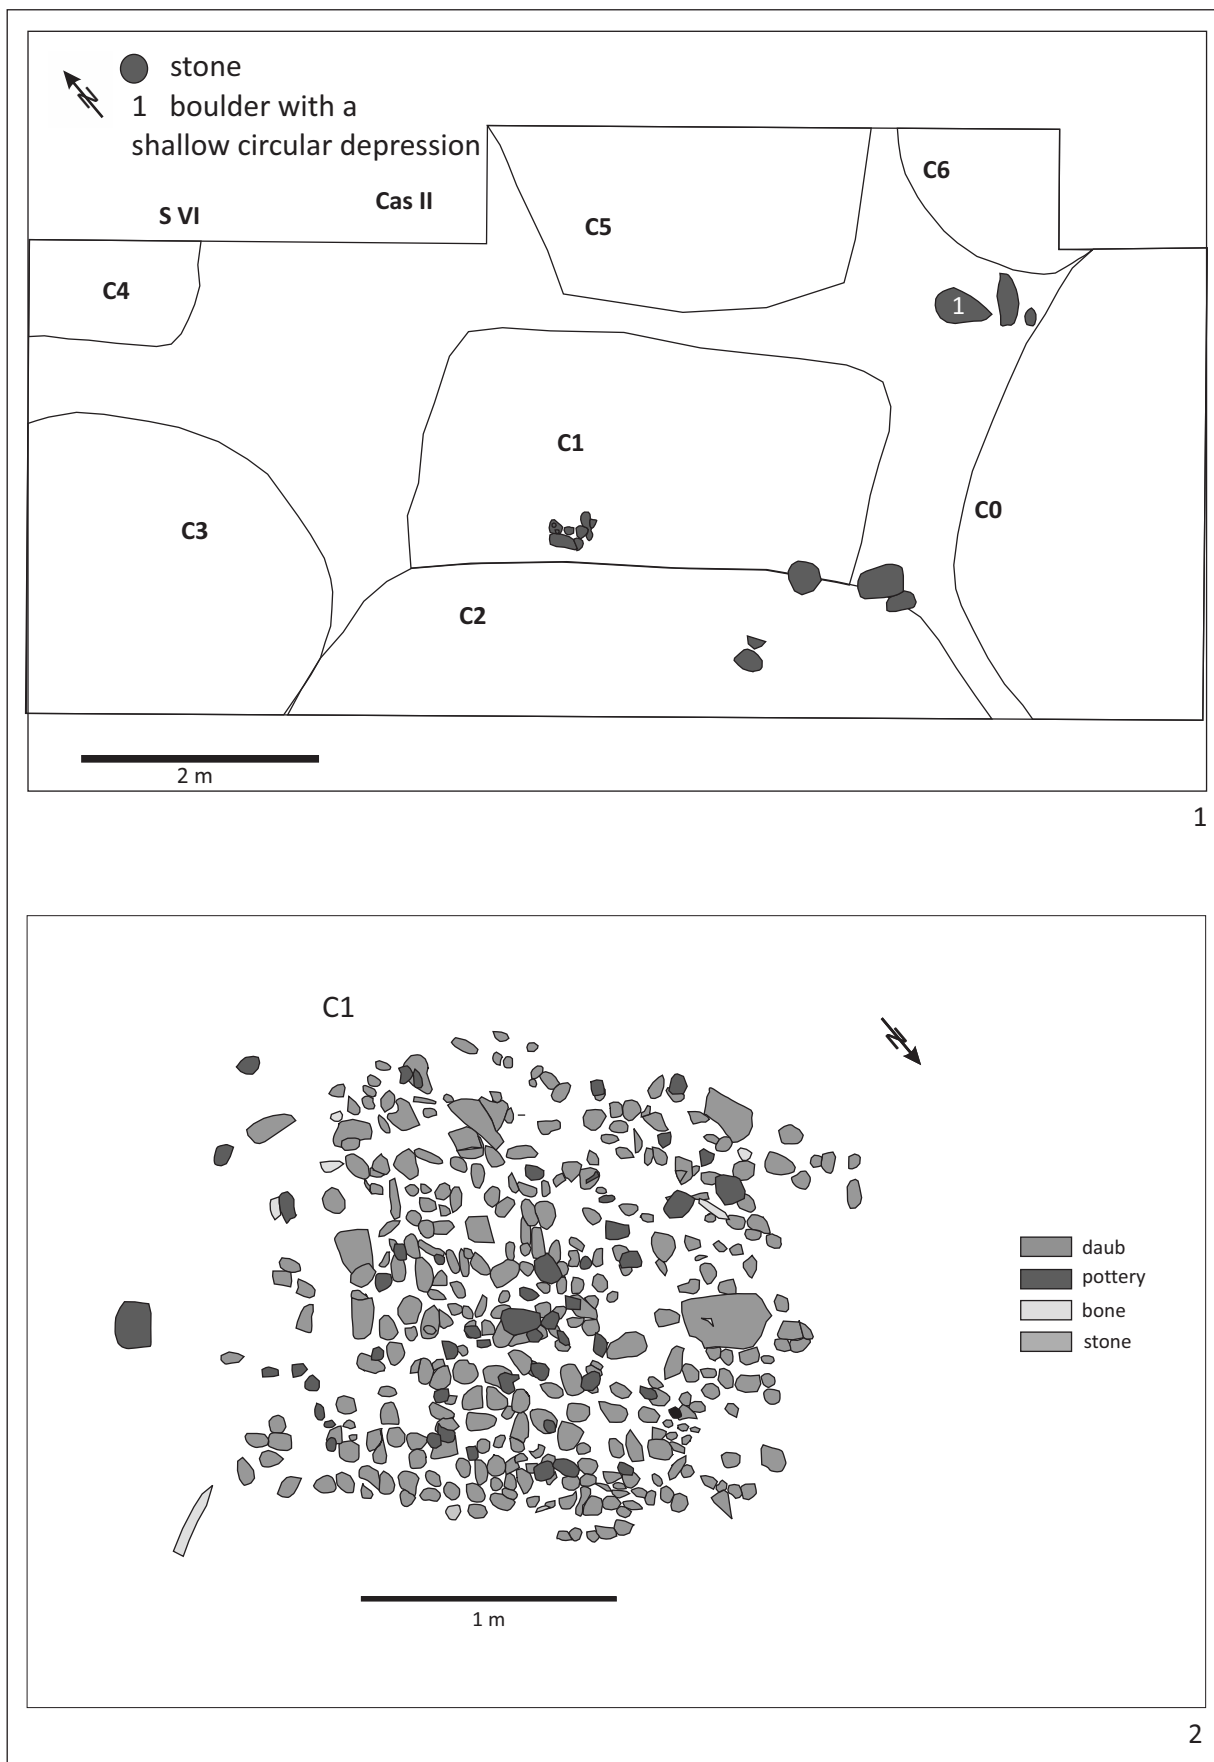 stone
1 boulder with a
shallow circular depression
S VI
Cas II
C5
C6
C4
1
C1
C3
C0
C2
2 m
1
C1
daub
pottery
bone
stone
1 m
2